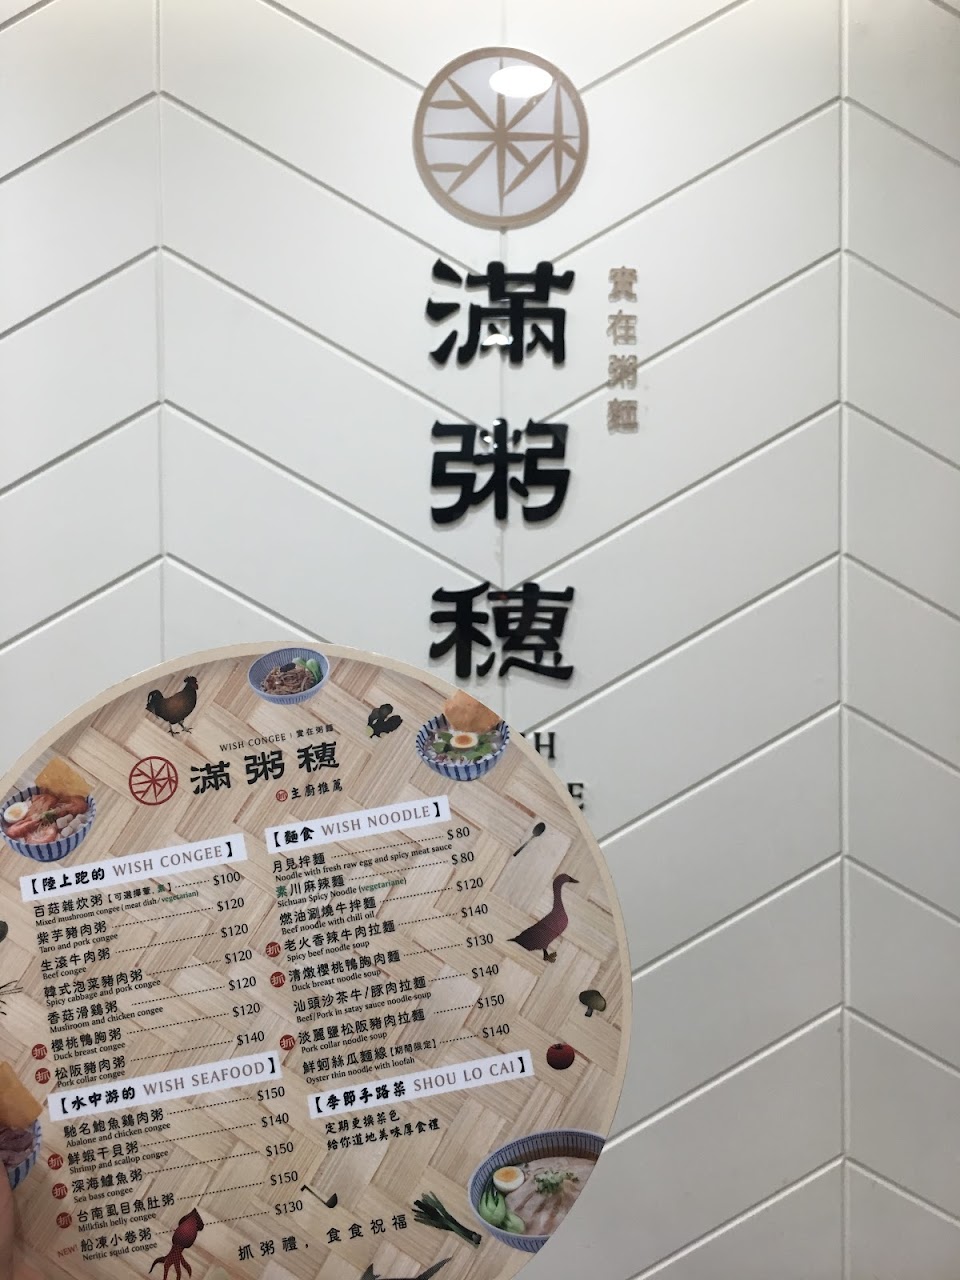 滿粥穗
實在粥麵
WISH CONGEE | 實在粥麵
滿粥穗
主廚推薦
【陸上跑的 WISH CONGEE】
百菇雜炊粥【可選擇葷、素】 $100
Mixed mushroom congee (meat dish/vegetarian)
紫芋豬肉粥 $120
Taro and pork congee
生滾牛肉粥 $120
Beef congee
韓式泡菜豬肉粥 $120
Spicy cabbage and pork congee
香菇滑鷄粥 $120
Mushroom and chicken congee
抓 櫻桃鴨胸粥 $120
Duck breast congee
抓 松阪豬肉粥 $140
Pork collar congee
【水中游的 WISH SEAFOOD】
馳名鮑魚鷄肉粥 $150
Abalone and chicken congee
抓 鮮蝦干貝粥 $140
Shrimp and scallop congee
抓 深海鱸魚粥 $150
Sea bass congee
抓 台南虱目魚肚粥 $150
Milkfish belly congee
NEW! 船凍小卷粥 $130
Neritic squid congee
【麵食 WISH NOODLE】
月見拌麵 $80
Noodle with fresh raw egg and spicy meat sauce
素川麻辣麵 $80
Sichuan Spicy Noodle (vegetariane)
燃油涮燒牛拌麵 $120
Beef noodle with chili oil
抓 老火香辣牛肉拉麵 $140
Spicy beef noodle soup
抓 清燉櫻桃鴨胸肉麵 $130
Duck breast noodle soup
汕頭沙茶牛/豚肉拉麵 $140
Beef/Pork in satay sauce noodle soup
抓 淡麗鹽松阪豬肉拉麵 $150
Pork collar noodle soup
鮮蚵絲瓜麵線【期間限定】 $140
Oyster thin noodle with loofah
【季節手路菜 SHOU LO CAI】
定期更換菜色
給你道地美味厚食禮
抓粥禮，食食祝福